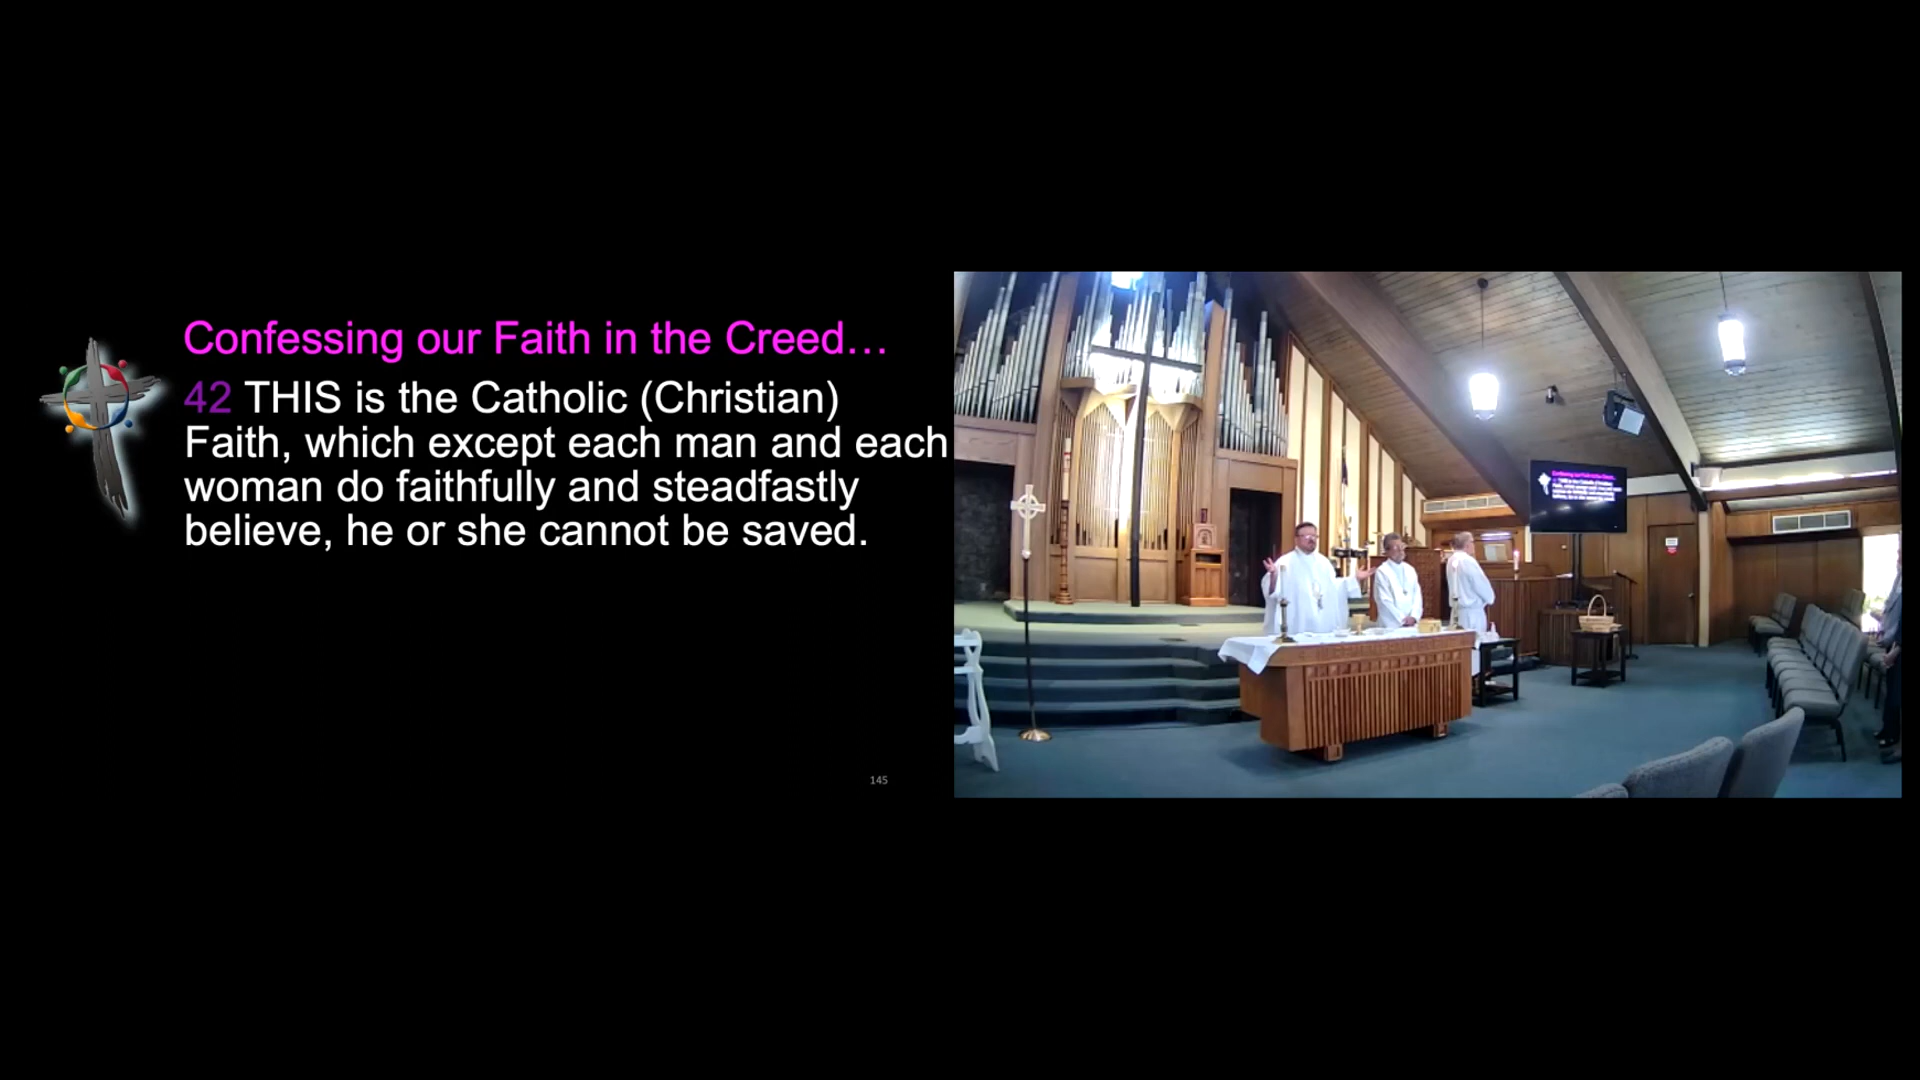 Confessing our Faith in the Creed…
42 THIS is the Catholic (Christian)
Faith, which except each man and each
woman do faithfully and steadfastly
believe, he or she cannot be saved.
145